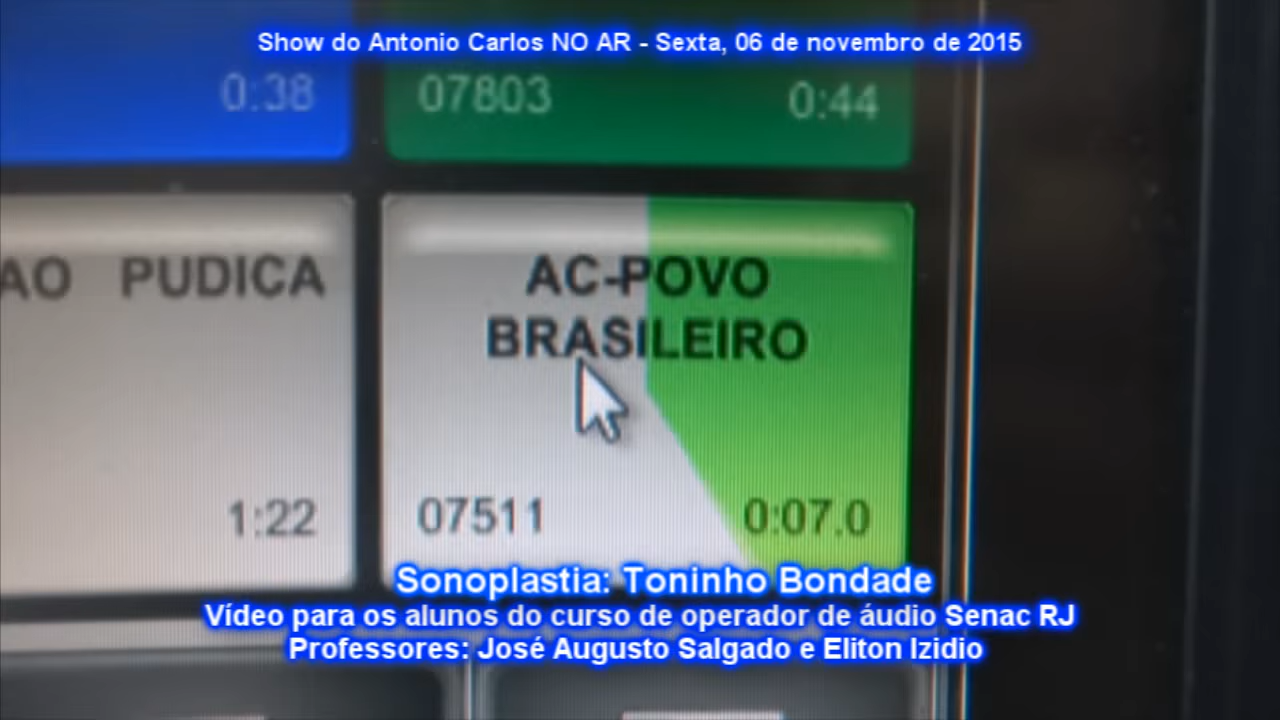 Show do Antonio Carlos NO AR - Sexta, 06 de novembro de 2015
0:38
07803
0:44
AO PUDICA
1:22
AC-POVO
BRASILEIRO
07511
0:07.0
Sonoplastia: Toninho Bondade
Vídeo para os alunos do curso de operador de áudio Senac RJ
Professores: José Augusto Salgado e Eliton Izidio